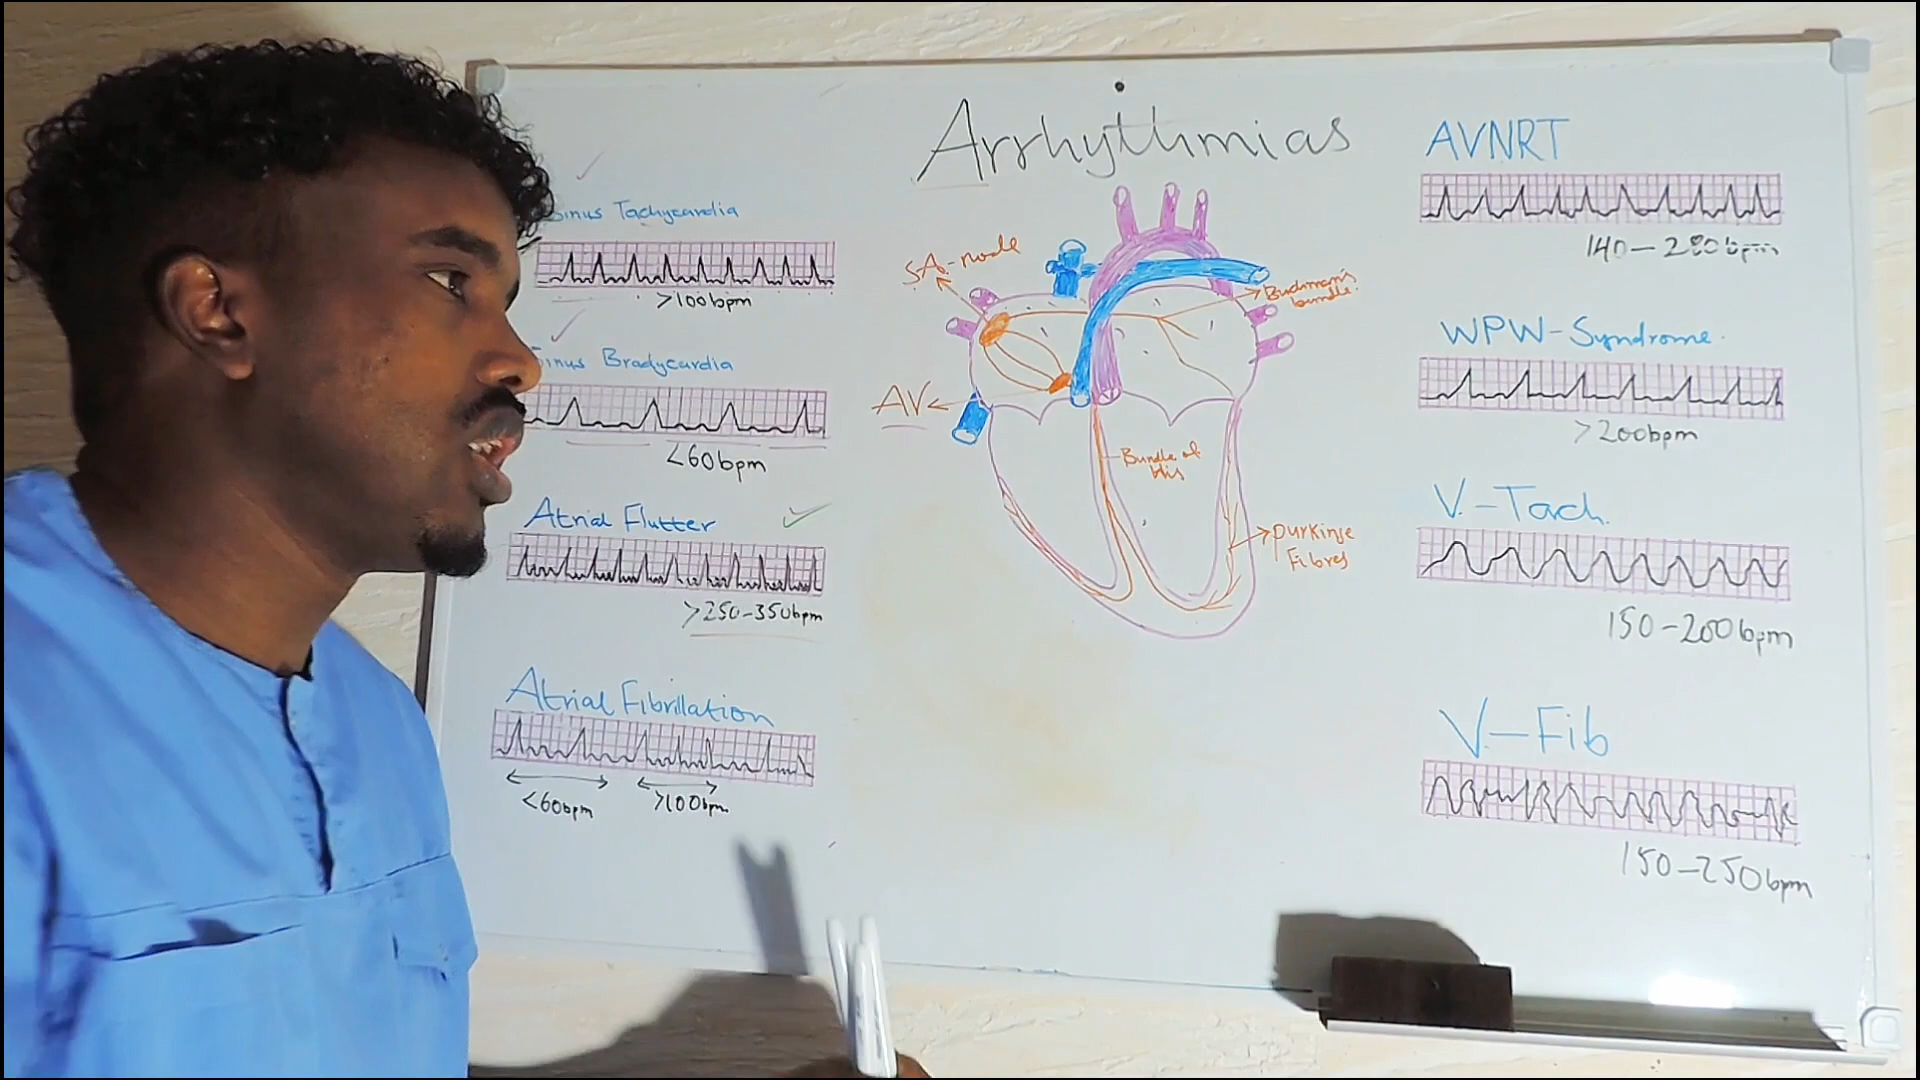 Arrhythmias
Sinus Tachycardia
>100bpm
Sinus Bradycardia
<60bpm
Atrial Flutter
>250-350bpm
Atrial Fibrillation
<60bpm
>100bpm
SA-node
AV
Buchmann's
bundle.
Bundle of
His
Purkinje
Fibres
AVNRT
140-280bpm
WPW-Syndrome.
>200bpm
V.-Tach.
150-200bpm
V.-Fib
150-250bpm